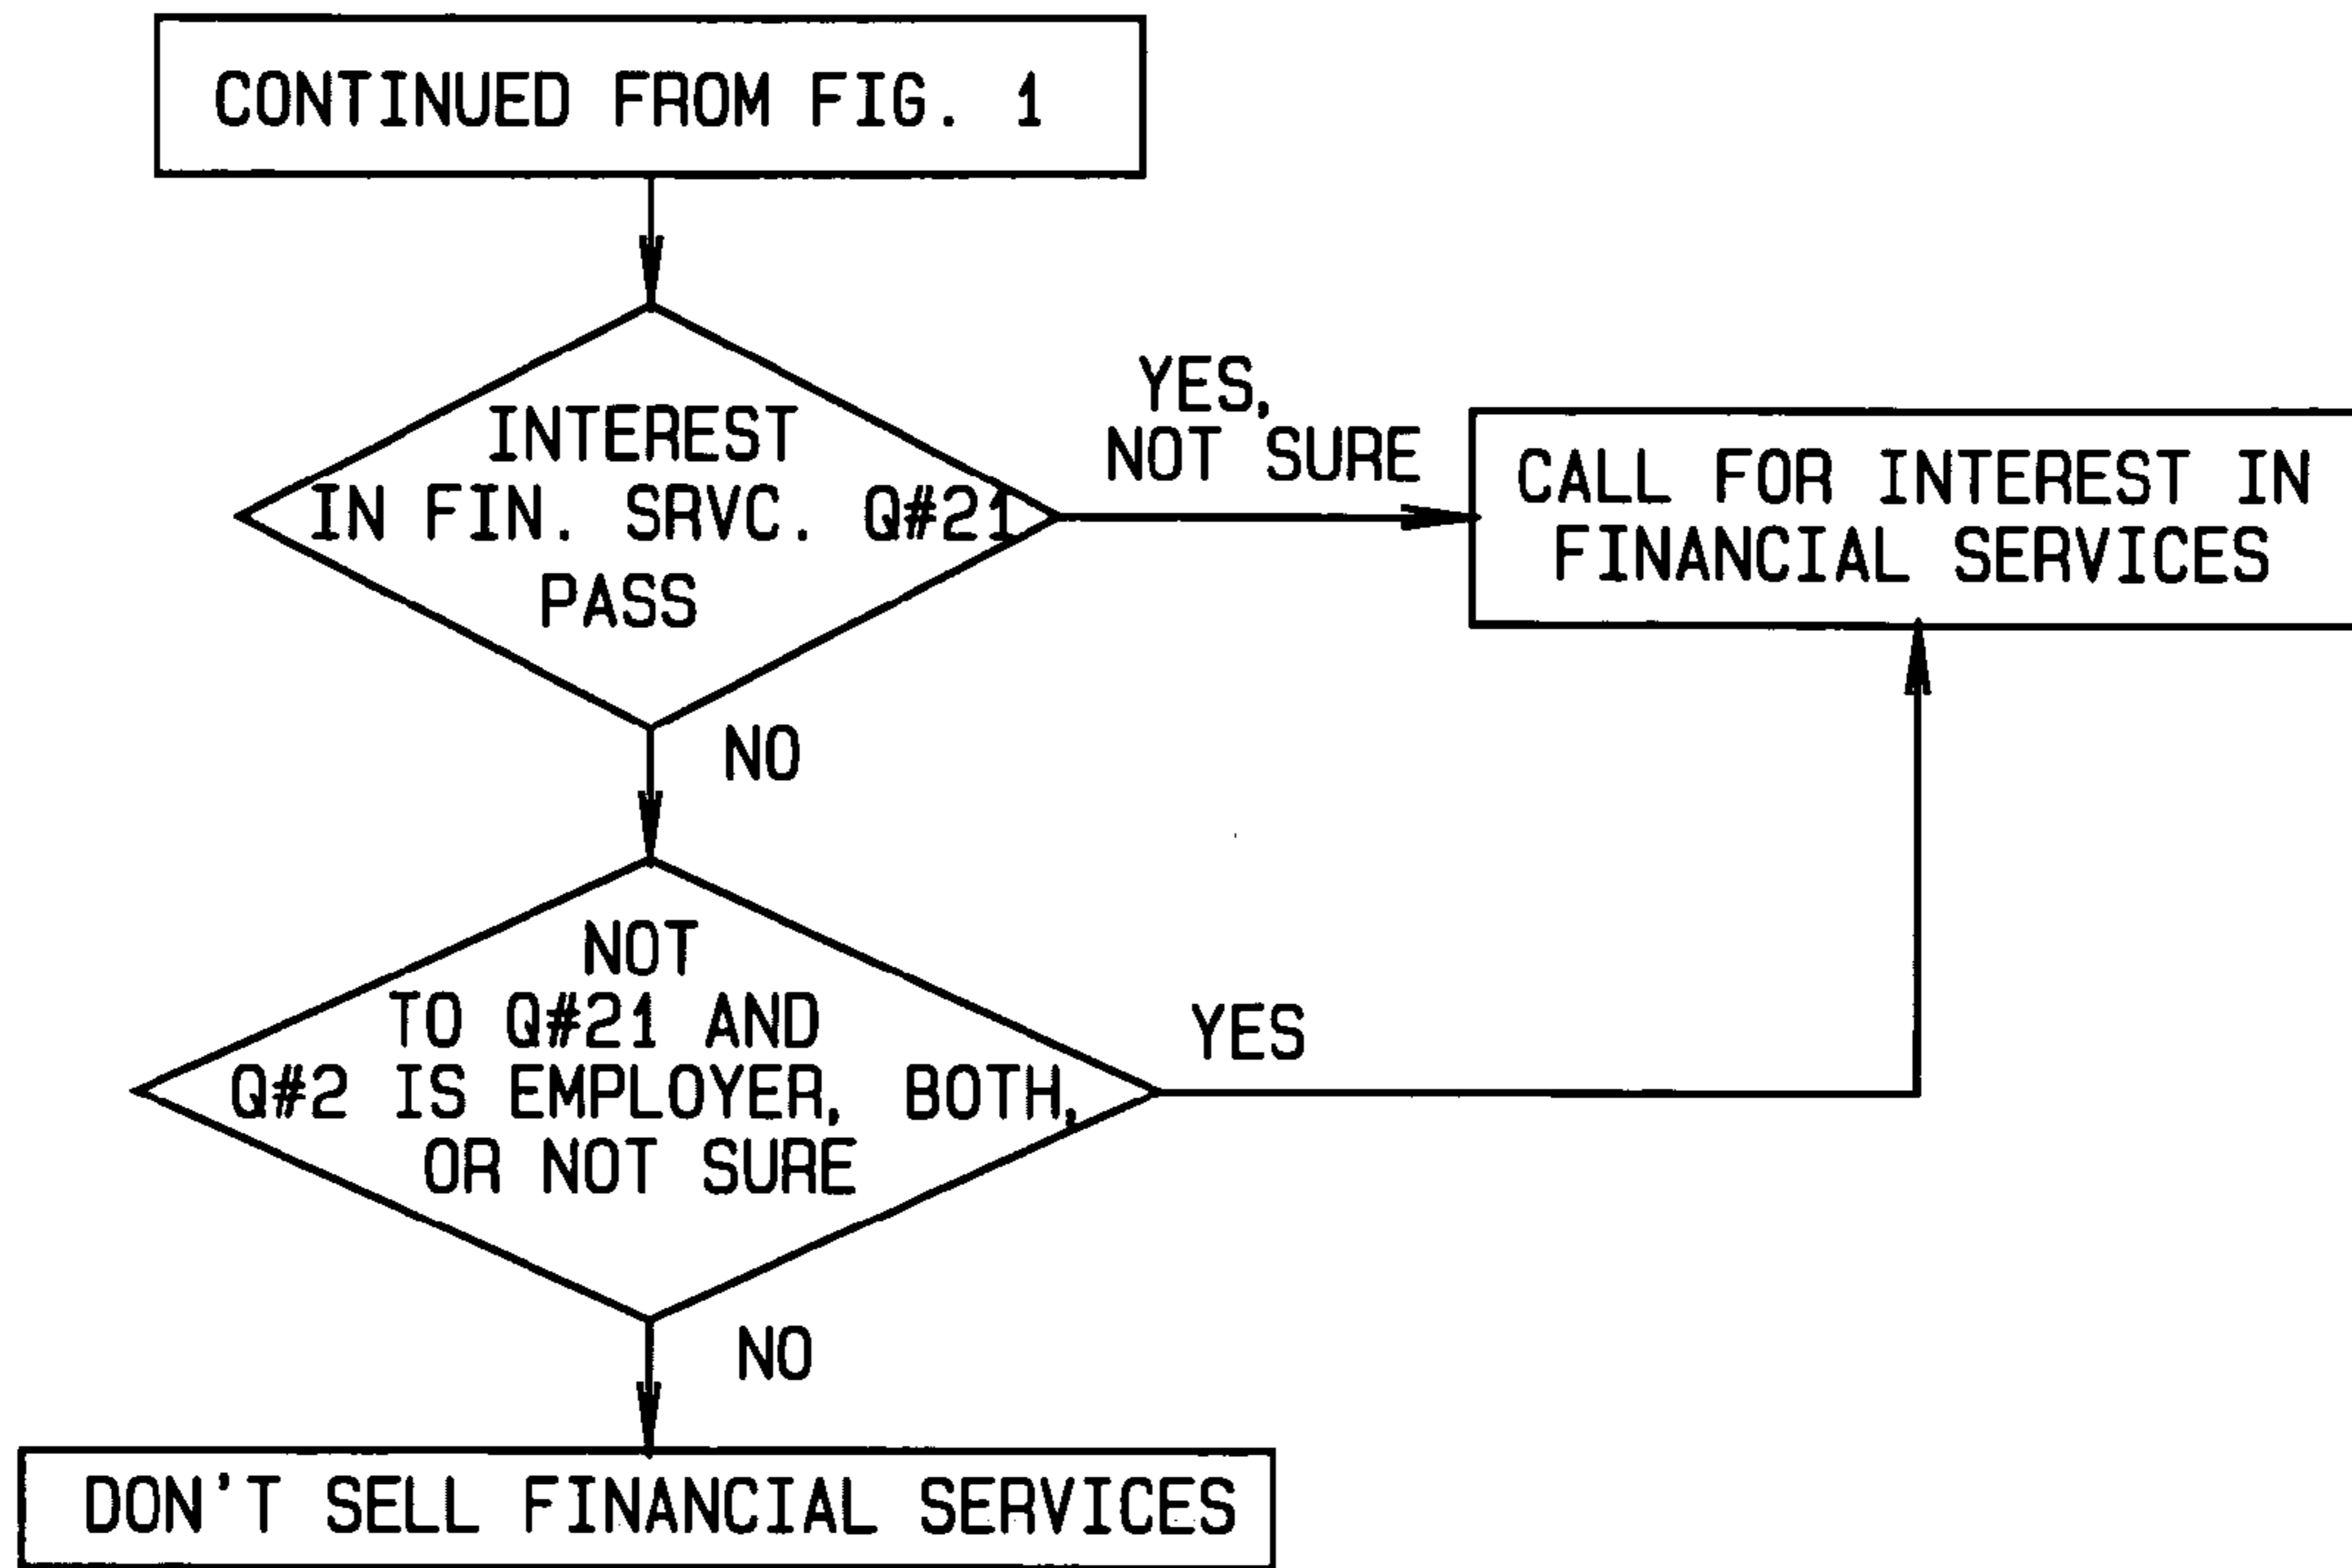 CONTINUED FROM FIG. 1
INTEREST
IN FIN. SRVC. Q#21
PASS
YES,
NOT SURE
CALL FOR INTEREST IN
FINANCIAL SERVICES
NO
NOT
TO Q#21 AND
Q#2 IS EMPLOYER, BOTH,
OR NOT SURE
YES
NO
DON'T SELL FINANCIAL SERVICES